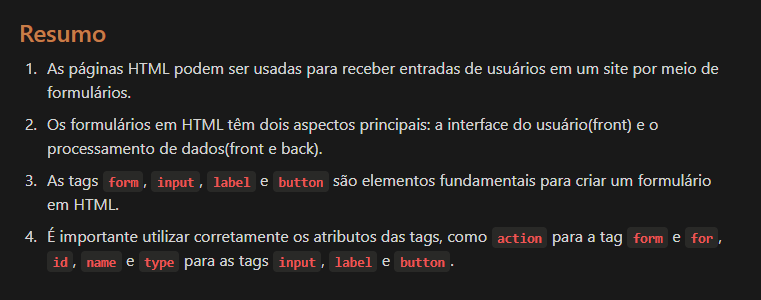 Resumo
1. As páginas HTML podem ser usadas para receber entradas de usuários em um site por meio de
formulários.
2. Os formulários em HTML têm dois aspectos principais: a interface do usuário(front) e o
processamento de dados(front e back).
3. As tags form, input, label e button são elementos fundamentais para criar um formulário
em HTML.
4. É importante utilizar corretamente os atributos das tags, como action para a tag form e for,
id, name e type para as tags input, label e button.